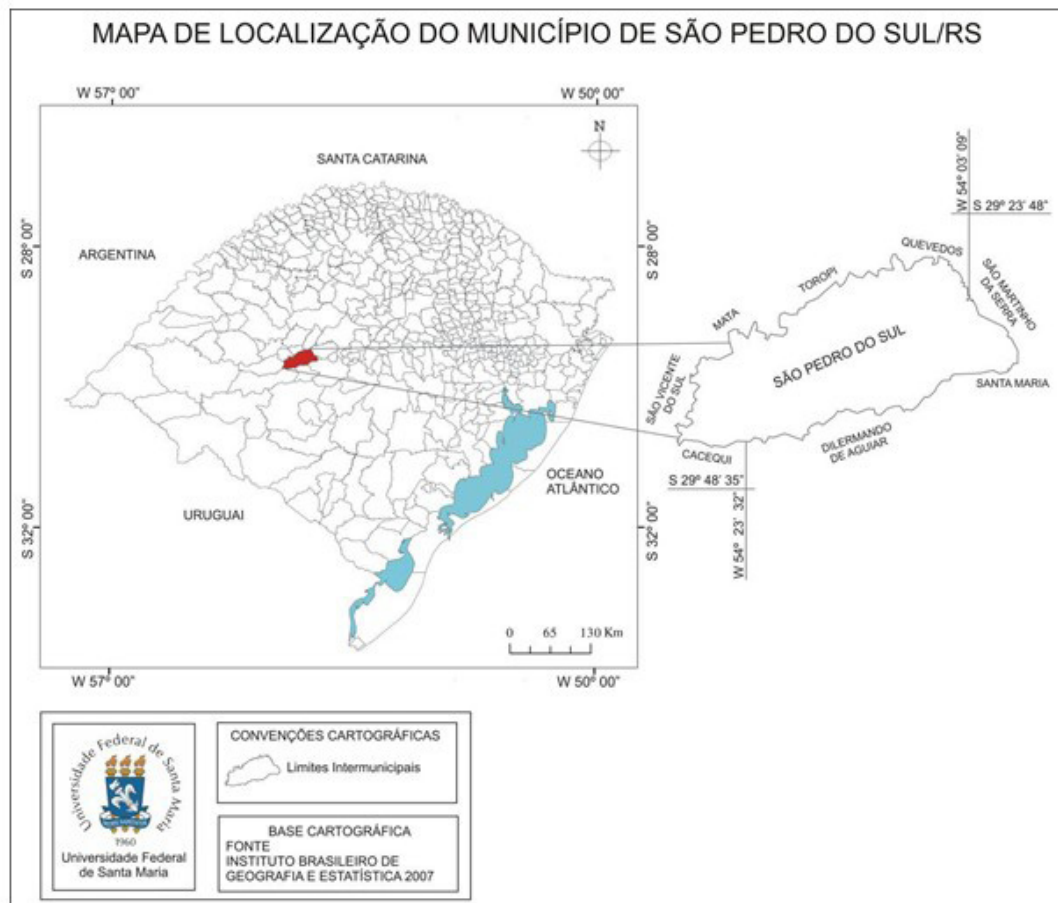 MAPA DE LOCALIZAÇÃO DO MUNICÍPIO DE SÃO PEDRO DO SUL/RS
W 57º 00"
W 50º 00"
N
SANTA CATARINA
ARGENTINA
S 28º 00"
S 28º 00"
URUGUAI
OCEANO
ATLÂNTICO
S 32º 00"
S 32º 00"
0 65 130 Km
W 57º 00"
W 50º 00"
W 54º 03' 09"
S 29º 23' 48"
QUEVEDOS
SÃO MARTINHO
DA SERRA
TOROPI
MATA
SÃO PEDRO DO SUL
SÃO VICENTE
DO SUL
SANTA MARIA
CACEQUI
DILERMANDO
DE AGUIAR
S 29º 48' 35"
W 54º 23' 32"
Universidade Federal de Santa Maria
1960
Universidade Federal
de Santa Maria
CONVENÇÕES CARTOGRÁFICAS
Limites Intermunicipais
BASE CARTOGRÁFICA
FONTE
INSTITUTO BRASILEIRO DE
GEOGRAFIA E ESTATÍSTICA 2007